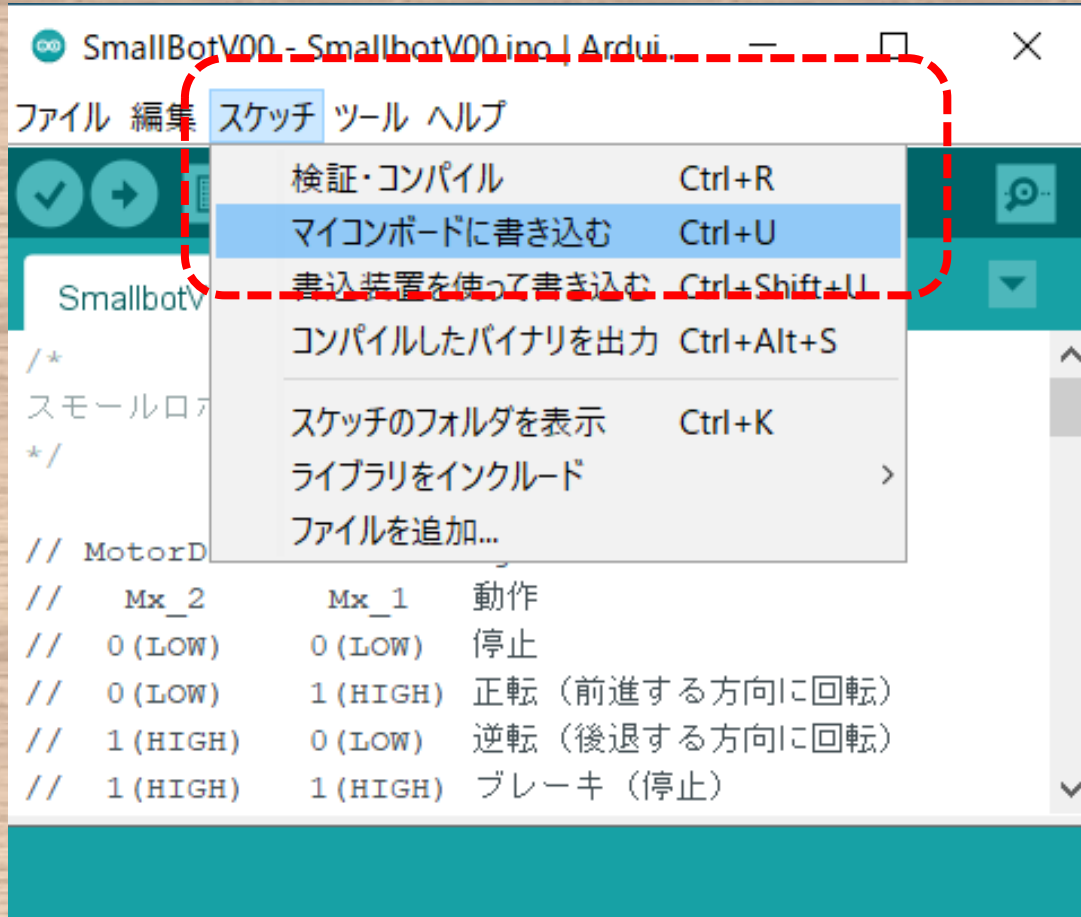 SmallBotV00 - SmallbotV00.ino | Ardui...
ファイル 編集 スケッチ ツール ヘルプ
検証・コンパイル Ctrl+R
マイコンボードに書き込む Ctrl+U
書込装置を使って書き込む Ctrl+Shift+U
SmallbotV
コンパイルしたバイナリを出力 Ctrl+Alt+S
/*
スモールロボ
スケッチのフォルダを表示 Ctrl+K
*/
ライブラリをインクルード
ファイルを追加...
// MotorD
// Mx_2 Mx_1 動作
// 0(LOW) 0(LOW) 停止
// 0(LOW) 1(HIGH) 正転（前進する方向に回転）
// 1(HIGH) 0(LOW) 逆転（後退する方向に回転）
// 1(HIGH) 1(HIGH) ブレーキ（停止）